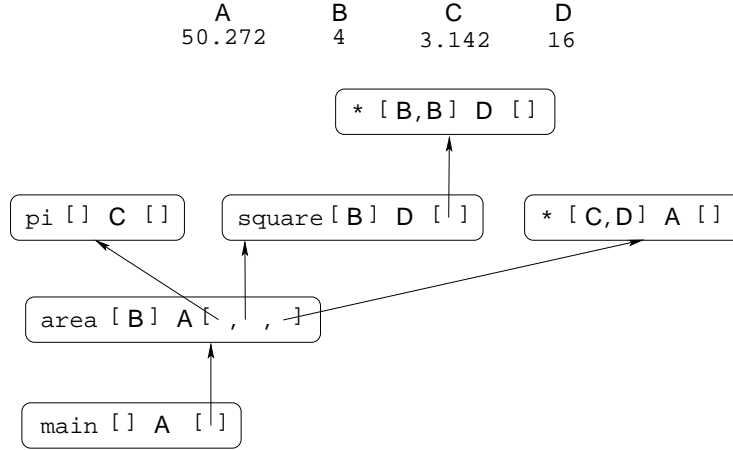 A B C D
50.272 4 3.142 16
* [B,B] D []
pi [] C []
square [B] D []
* [C,D] A []
area [B] A [ , , ]
main [] A []